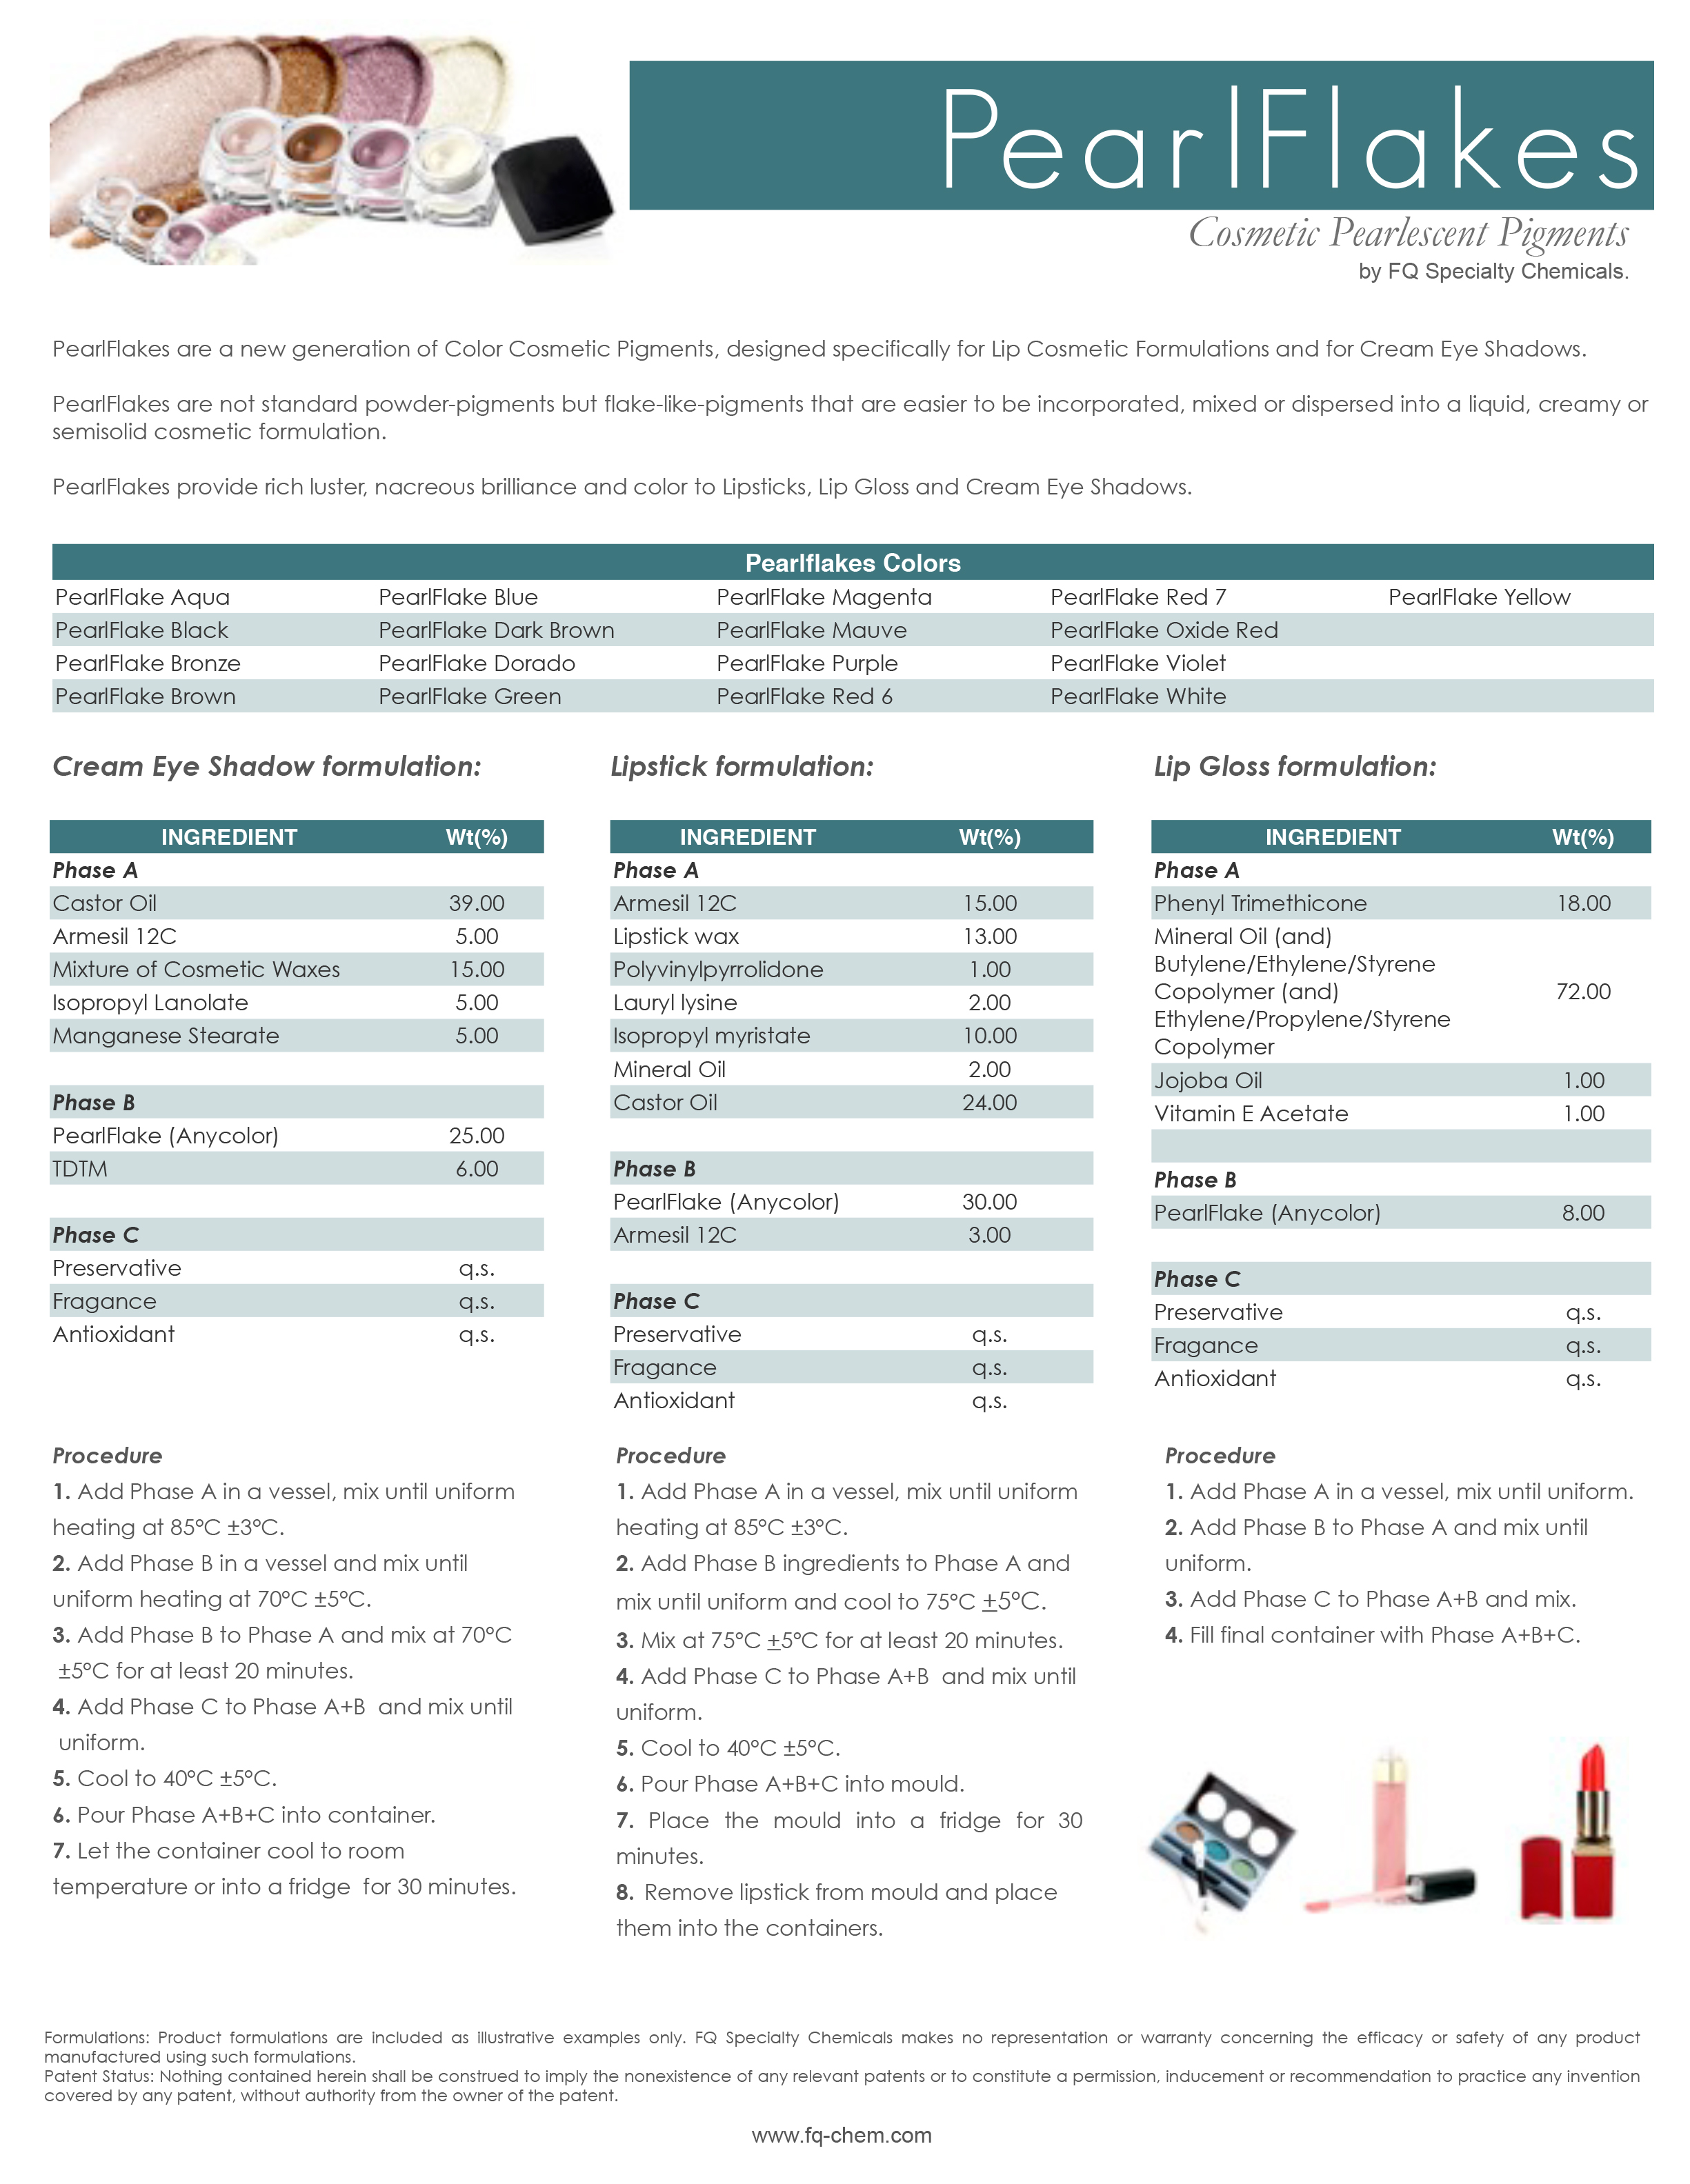 PearlFlakes
Cosmetic Pearlescent Pigments
by FQ Specialty Chemicals.
PearlFlakes are a new generation of Color Cosmetic Pigments, designed specifically for Lip Cosmetic Formulations and for Cream Eye Shadows.
PearlFlakes are not standard powder-pigments but flake-like-pigments that are easier to be incorporated, mixed or dispersed into a liquid, creamy or
semisolid cosmetic formulation.
PearlFlakes provide rich luster, nacreous brilliance and color to Lipsticks, Lip Gloss and Cream Eye Shadows.
Pearlflakes Colors
PearlFlake Aqua PearlFlake Blue PearlFlake Magenta PearlFlake Red 7 PearlFlake Yellow
PearlFlake Black PearlFlake Dark Brown PearlFlake Mauve PearlFlake Oxide Red
PearlFlake Bronze PearlFlake Dorado PearlFlake Purple PearlFlake Violet
PearlFlake Brown PearlFlake Green PearlFlake Red 6 PearlFlake White
Cream Eye Shadow formulation:
INGREDIENT Wt(%)
Phase A
Castor Oil 39.00
Armesil 12C 5.00
Mixture of Cosmetic Waxes 15.00
Isopropyl Lanolate 5.00
Manganese Stearate 5.00
Phase B
PearlFlake (Anycolor) 25.00
TDTM 6.00
Phase C
Preservative q.s.
Fragance q.s.
Antioxidant q.s.
Procedure
1. Add Phase A in a vessel, mix until uniform
heating at 85ºC ±3ºC.
2. Add Phase B in a vessel and mix until
uniform heating at 70ºC ±5ºC.
3. Add Phase B to Phase A and mix at 70ºC
±5ºC for at least 20 minutes.
4. Add Phase C to Phase A+B and mix until
uniform.
5. Cool to 40ºC ±5ºC.
6. Pour Phase A+B+C into container.
7. Let the container cool to room
temperature or into a fridge for 30 minutes.
Lipstick formulation:
INGREDIENT Wt(%)
Phase A
Armesil 12C 15.00
Lipstick wax 13.00
Polyvinylpyrrolidone 1.00
Lauryl lysine 2.00
Isopropyl myristate 10.00
Mineral Oil 2.00
Castor Oil 24.00
Phase B
PearlFlake (Anycolor) 30.00
Armesil 12C 3.00
Phase C
Preservative q.s.
Fragance q.s.
Antioxidant q.s.
Procedure
1. Add Phase A in a vessel, mix until uniform
heating at 85ºC ±3ºC.
2. Add Phase B ingredients to Phase A and
mix until uniform and cool to 75ºC ±5ºC.
3. Mix at 75ºC ±5ºC for at least 20 minutes.
4. Add Phase C to Phase A+B and mix until
uniform.
5. Cool to 40ºC ±5ºC.
6. Pour Phase A+B+C into mould.
7. Place the mould into a fridge for 30
minutes.
8. Remove lipstick from mould and place
them into the containers.
Lip Gloss formulation:
INGREDIENT Wt(%)
Phase A
Phenyl Trimethicone 18.00
Mineral Oil (and)
Butylene/Ethylene/Styrene
Copolymer (and) 72.00
Ethylene/Propylene/Styrene
Copolymer
Jojoba Oil 1.00
Vitamin E Acetate 1.00
Phase B
PearlFlake (Anycolor) 8.00
Phase C
Preservative q.s.
Fragance q.s.
Antioxidant q.s.
Procedure
1. Add Phase A in a vessel, mix until uniform.
2. Add Phase B to Phase A and mix until
uniform.
3. Add Phase C to Phase A+B and mix.
4. Fill final container with Phase A+B+C.
Formulations: Product formulations are included as illustrative examples only. FQ Specialty Chemicals makes no representation or warranty concerning the efficacy or safety of any product
manufactured using such formulations.
Patent Status: Nothing contained herein shall be construed to imply the nonexistence of any relevant patents or to constitute a permission, inducement or recommendation to practice any invention
covered by any patent, without authority from the owner of the patent.
www.fq-chem.com